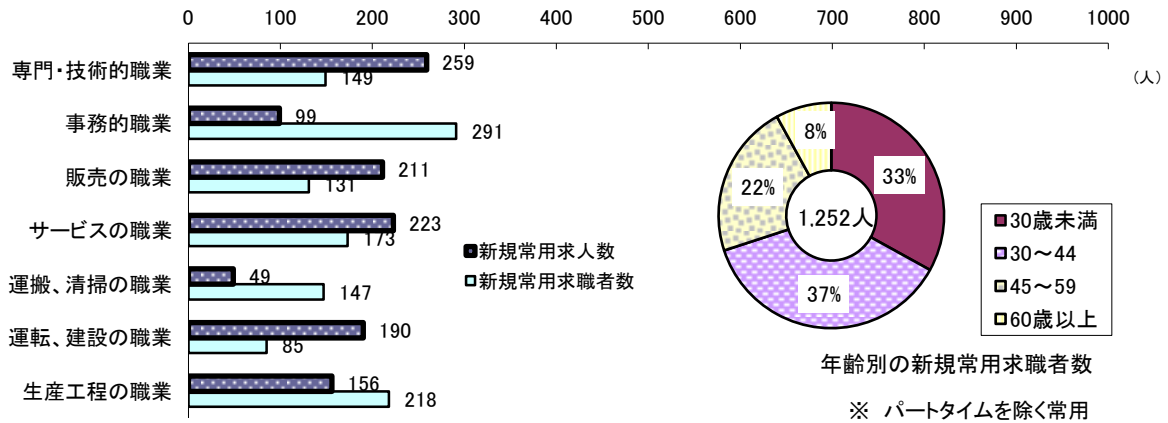 0 100 200 300 400 500 600 700 800 900 1000
(人)
専門・技術的職業 259
149
事務的職業 99
291
販売の職業 211
131
サービスの職業 223
173
運搬、清掃の職業 49
147
運転、建設の職業 190
85
生産工程の職業 156
218
新規常用求人数
新規常用求職者数
8%
33%
22%
1,252人
37%
30歳未満
30～44
45～59
60歳以上
年齢別の新規常用求職者数
※ パートタイムを除く常用